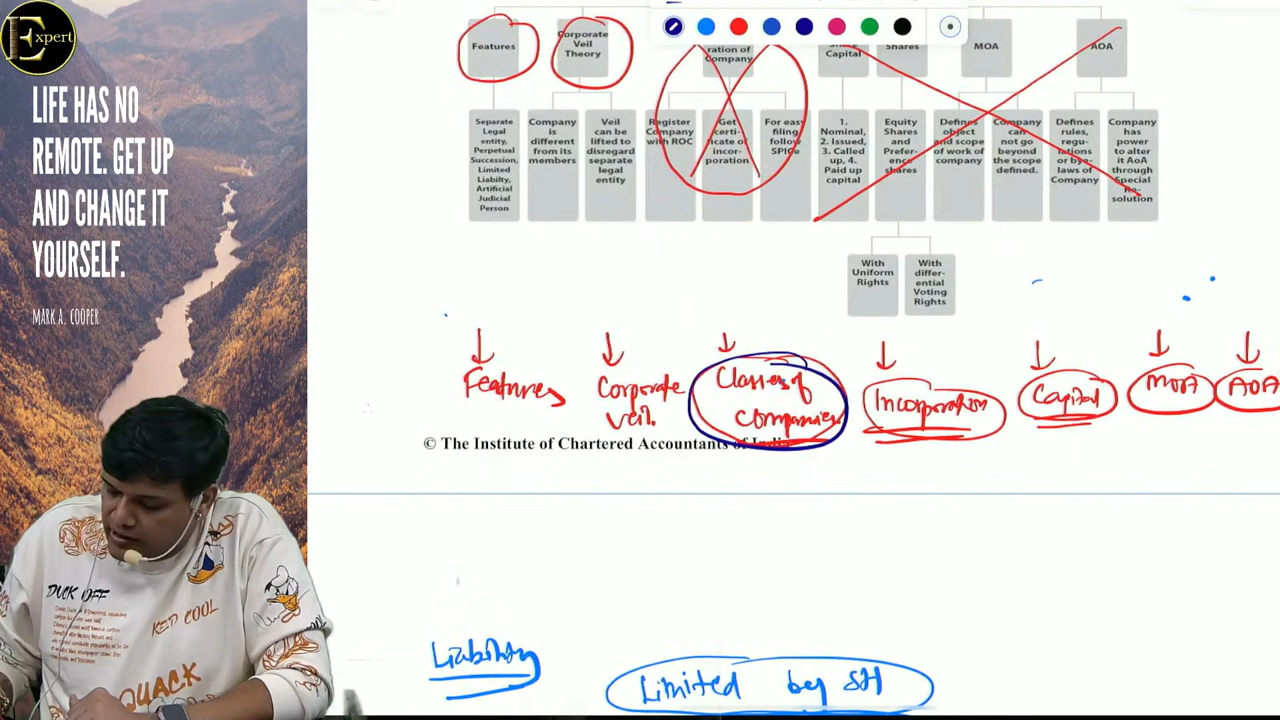 Expert
LIFE HAS NO
REMOTE. GET UP
AND CHANGE IT
YOURSELF.
MARK A. COOPER
Features
Corporate
Veil
Theory
ration of
Company
Capital
Shares
MOA
AOA
Separate
Legal
entity,
Perpetual
Succession,
Limited
Liabilty,
Artificial
Judicial
Person
Company
is
different
from its
members
Veil
can be
lifted to
disregard
separate
legal
entity
Register
Company
with ROC
Get
certi-
ficate of
incor-
poration
For easy
filing
follow
SPICe
1.
Nominal,
2. Issued,
3. Called
up, 4.
Paid up
capital
Equity
Shares
and
Prefer-
ence
shares
Defines
object
and scope
of work of
company
Company
can
not go
beyond
the scope
defined.
Defines
rules,
regu-
lations
or bye-
laws of
Company
Company
has
power
to alter
it AoA
through
Special
Re-
solution
With
Uniform
Rights
With
differ-
ential
Voting
Rights
Features
Corporate
veil.
Classes of
Companies
Incorporation
Capital
MOA
AOA
© The Institute of Chartered Accountants of India
Liability
Limited by SH
DUCK OFF
KED COOL
QUACK